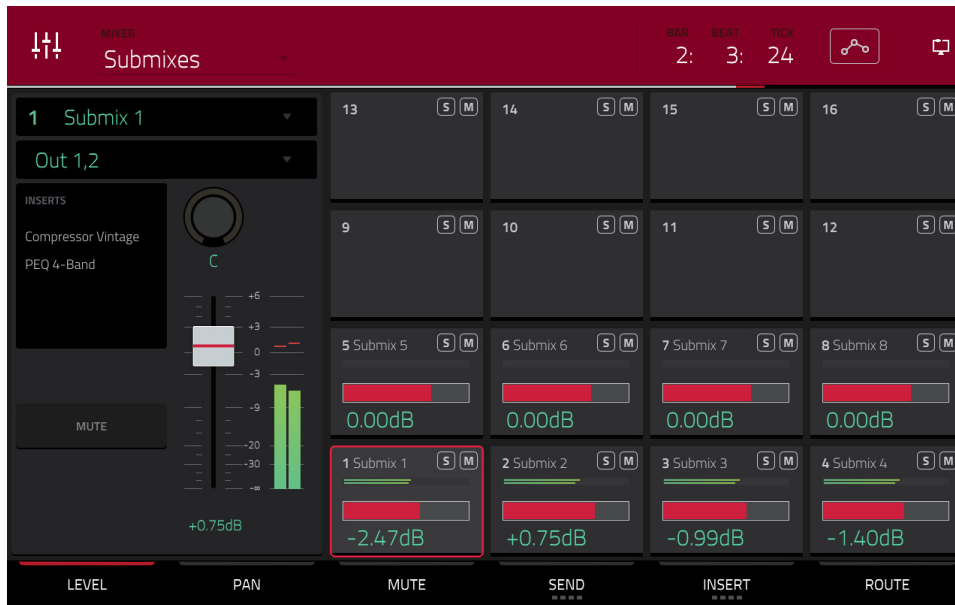 MIXER
Submixes
BAR BEAT TICK
2: 3: 24
1 Submix 1
Out 1,2
INSERTS
Compressor Vintage
PEQ 4-Band
C
+6
+3
0
-3
-9
-20
-30
-∞
MUTE
+0.75dB
13 S M
14 S M
15 S M
16 S M
9 S M
10 S M
11 S M
12 S M
5 Submix 5 S M
0.00dB
6 Submix 6 S M
0.00dB
7 Submix 7 S M
0.00dB
8 Submix 8 S M
0.00dB
1 Submix 1 S M
-2.47dB
2 Submix 2 S M
+0.75dB
3 Submix 3 S M
-0.99dB
4 Submix 4 S M
-1.40dB
LEVEL PAN MUTE SEND INSERT ROUTE